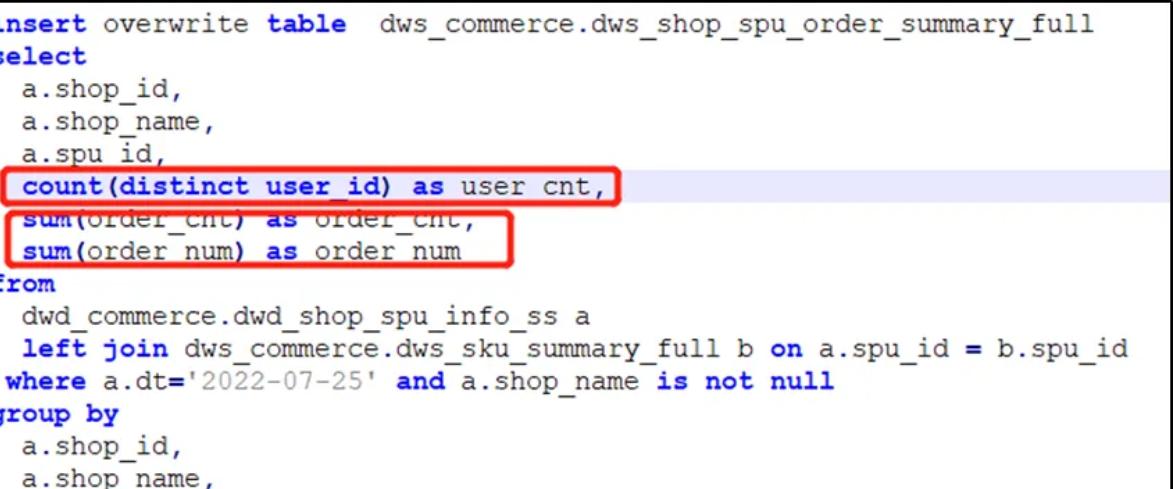 insert overwrite table dws_commerce.dws_shop_spu_order_summary_full
select
a.shop_id,
a.shop_name,
a.spu_id,
count(distinct user_id) as user_cnt,
sum(order_cnt) as order_cnt,
sum(order_num) as order_num
from
dwd_commerce.dwd_shop_spu_info_ss a
left join dws_commerce.dws_sku_summary_full b on a.spu_id = b.spu_id
where a.dt='2022-07-25' and a.shop_name is not null
group by
a.shop_id,
a.shop_name,